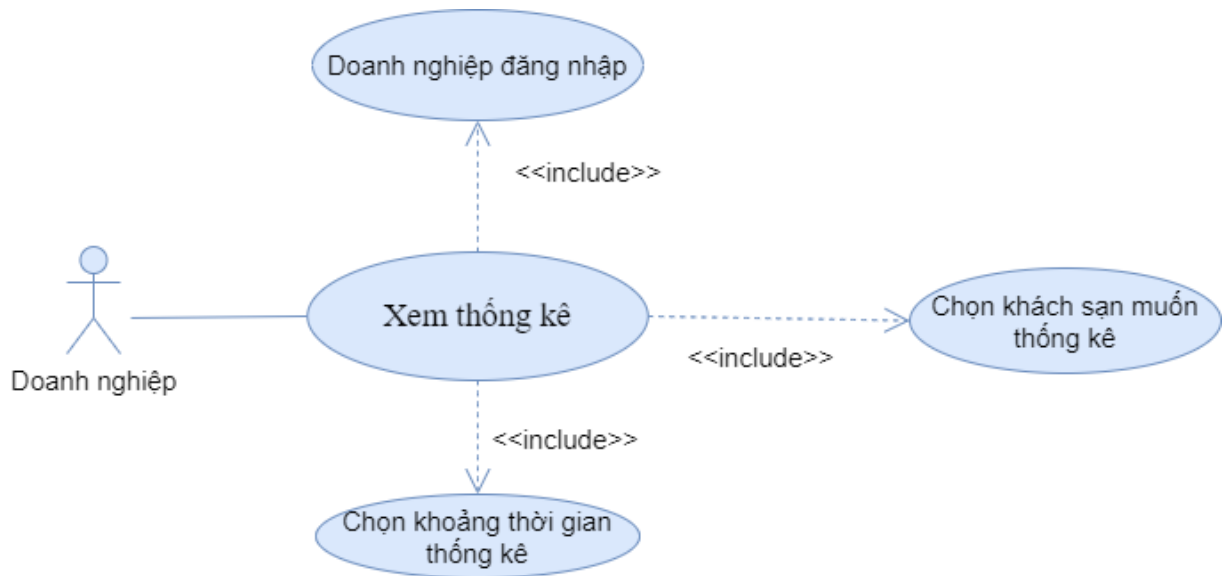 Doanh nghiệp đăng nhập
<<include>>
Xem thống kê
Chọn khách sạn muốn
thống kê
<<include>>
Doanh nghiệp
<<include>>
Chọn khoảng thời gian
thống kê